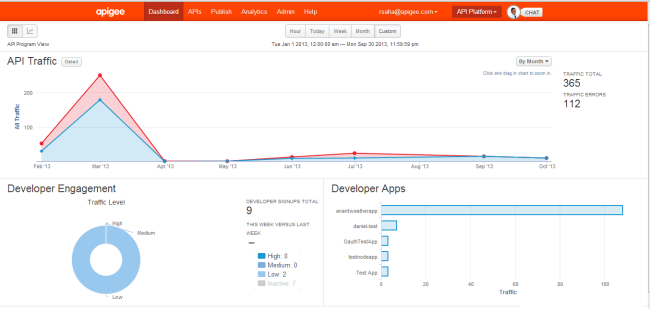 apigee Dashboard APIs Publish Analytics Admin Help rsaha@apigee.com API Platform CHAT
Hour Today Week Month Custom
API Program View
Tue Jan 1 2013, 12:00:00 am — Mon Sep 30 2013, 11:59:59 pm
API Traffic Detail
By Month
Click and drag in chart to zoom in.
TRAFFIC TOTAL
365
TRAFFIC ERRORS
112
All Traffic
200
100
Feb '13 Mar '13 Apr '13 May '13 Jun '13 Jul '13 Aug '13 Sep '13 Oct '13
Developer Engagement
Traffic Level
High
Medium
Low
DEVELOPER SIGNUPS TOTAL
9
THIS WEEK VERSUS LAST
WEEK
—
High: 0
Medium: 0
Low: 2
Inactive: 7
Developer Apps
anantweatherapp
daniel-test
OauthTestApp
testnodeapp
Test App
0 20 40 60 80 100
Traffic